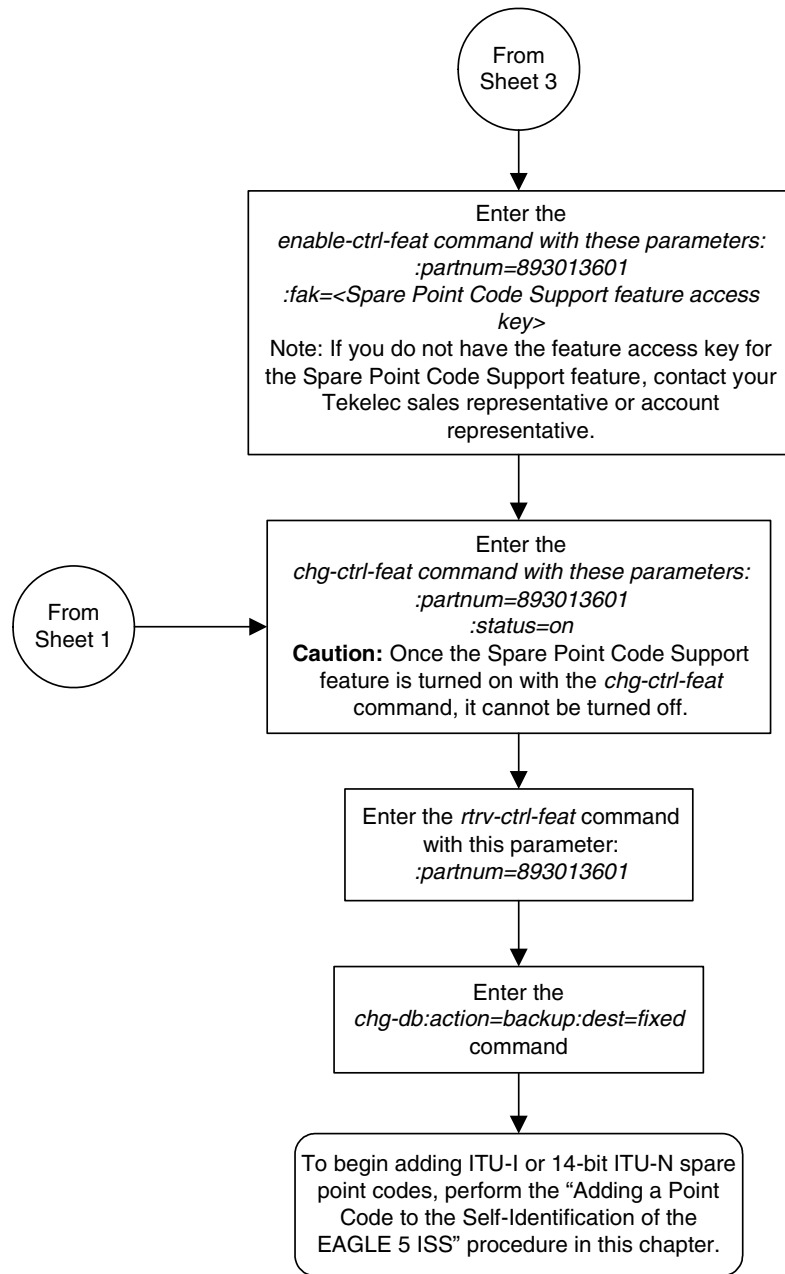 From
Sheet 3
Enter the
enable-ctrl-feat command with these parameters:
:partnum=893013601
:fak=<Spare Point Code Support feature access
key>
Note: If you do not have the feature access key for
the Spare Point Code Support feature, contact your
Tekelec sales representative or account
representative.
From
Sheet 1
Enter the
chg-ctrl-feat command with these parameters:
:partnum=893013601
:status=on
Caution: Once the Spare Point Code Support
feature is turned on with the chg-ctrl-feat
command, it cannot be turned off.
Enter the rtrv-ctrl-feat command
with this parameter:
:partnum=893013601
Enter the
chg-db:action=backup:dest=fixed
command
To begin adding ITU-I or 14-bit ITU-N spare
point codes, perform the “Adding a Point
Code to the Self-Identification of the
EAGLE 5 ISS” procedure in this chapter.